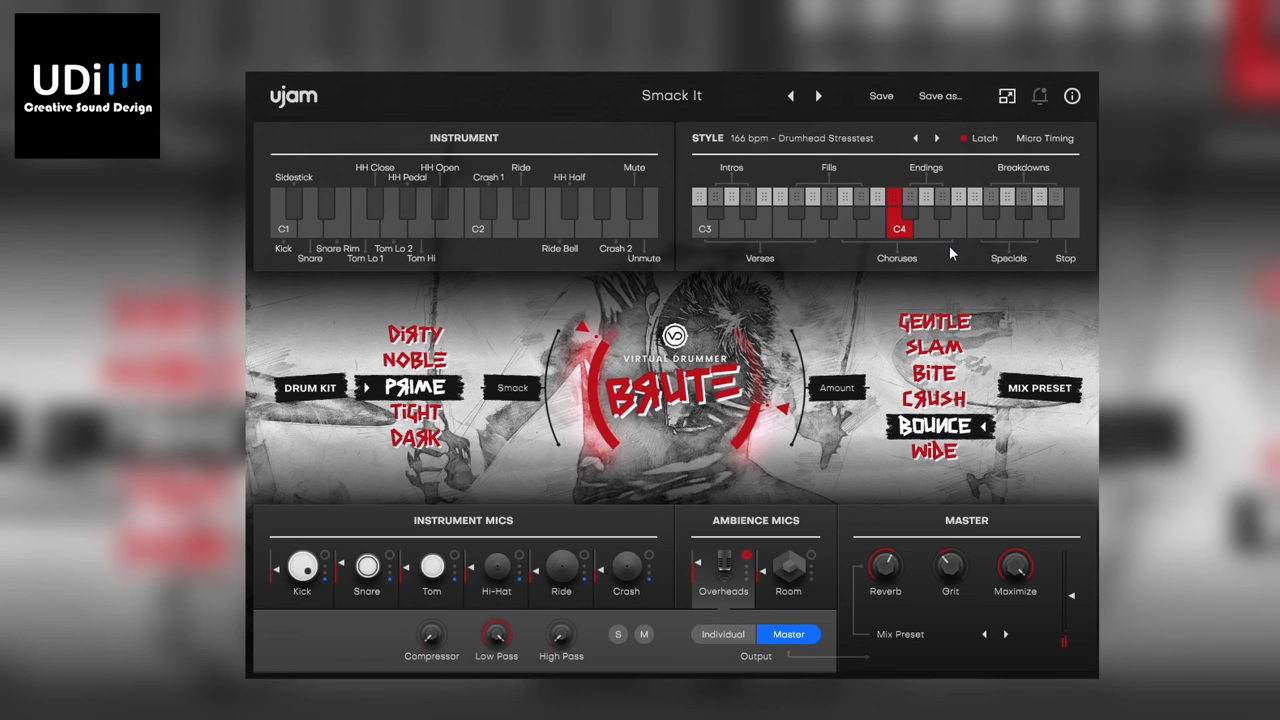 UDi
Creative Sound Design
ujam
Smack It
Save
Save as...
INSTRUMENT
STYLE 166 bpm - Drumhead Stresstest
Latch
Micro Timing
HH Close
HH Open
Ride
Mute
Sidestick
HH Pedal
Crash 1
HH Half
Intros
Fills
Endings
Breakdowns
C1
C2
C3
C4
Kick
Snare Rim
Tom Lo 2
Ride Bell
Crash 2
Snare
Tom Lo 1
Tom Hi
Unmute
Verses
Choruses
Specials
Stop
DRUM KIT
DIRTY
NOBLE
PRIME
TIGHT
DARK
Smack
VD
VIRTUAL DRUMMER
BRUTE
Amount
GENTLE
SLAM
BITE
CRUSH
BOUNCE
WIDE
MIX PRESET
INSTRUMENT MICS
AMBIENCE MICS
MASTER
Kick
Snare
Tom
Hi-Hat
Ride
Crash
Overheads
Room
Reverb
Grit
Maximize
S
M
Individual
Master
Mix Preset
Compressor
Low Pass
High Pass
Output